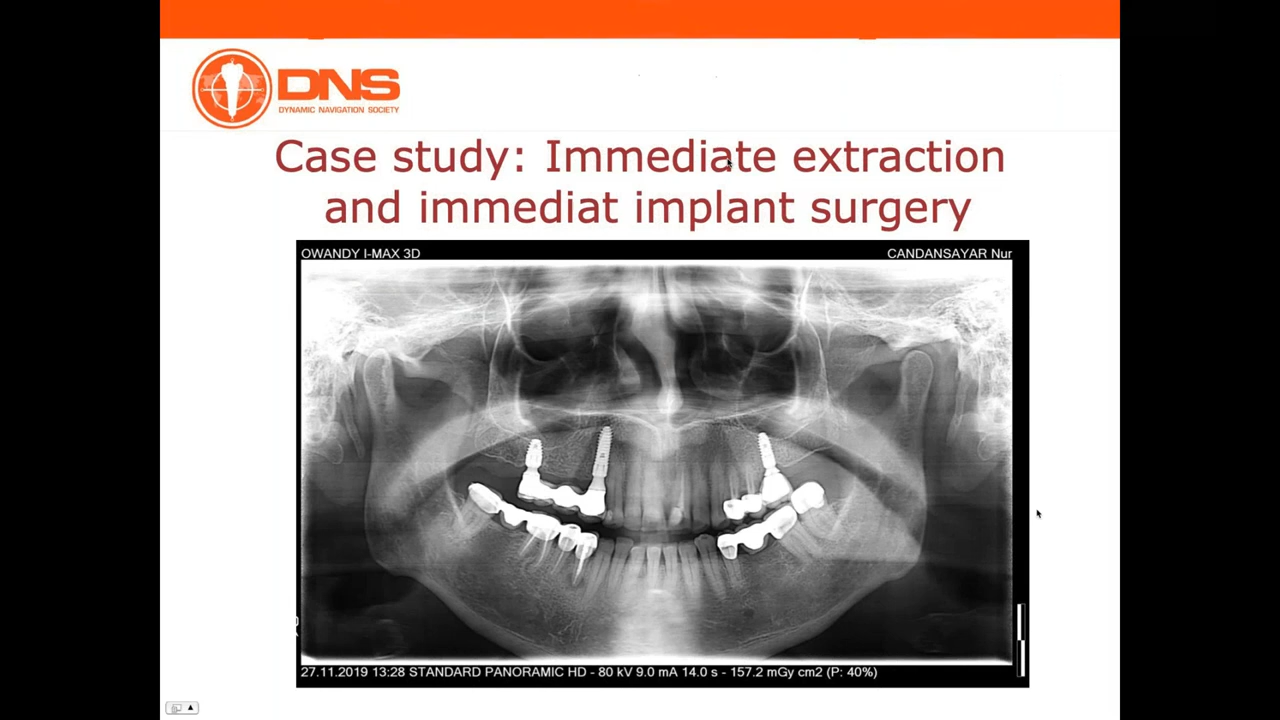 DNS
DYNAMIC NAVIGATION SOCIETY
Case study: Immediate extraction
and immediat implant surgery
OWANDY I-MAX 3D
CANDANSAYAR Nur
27.11.2019 13:28 STANDARD PANORAMIC HD - 80 kV 9.0 mA 14.0 s - 157.2 mGy cm2 (P: 40%)